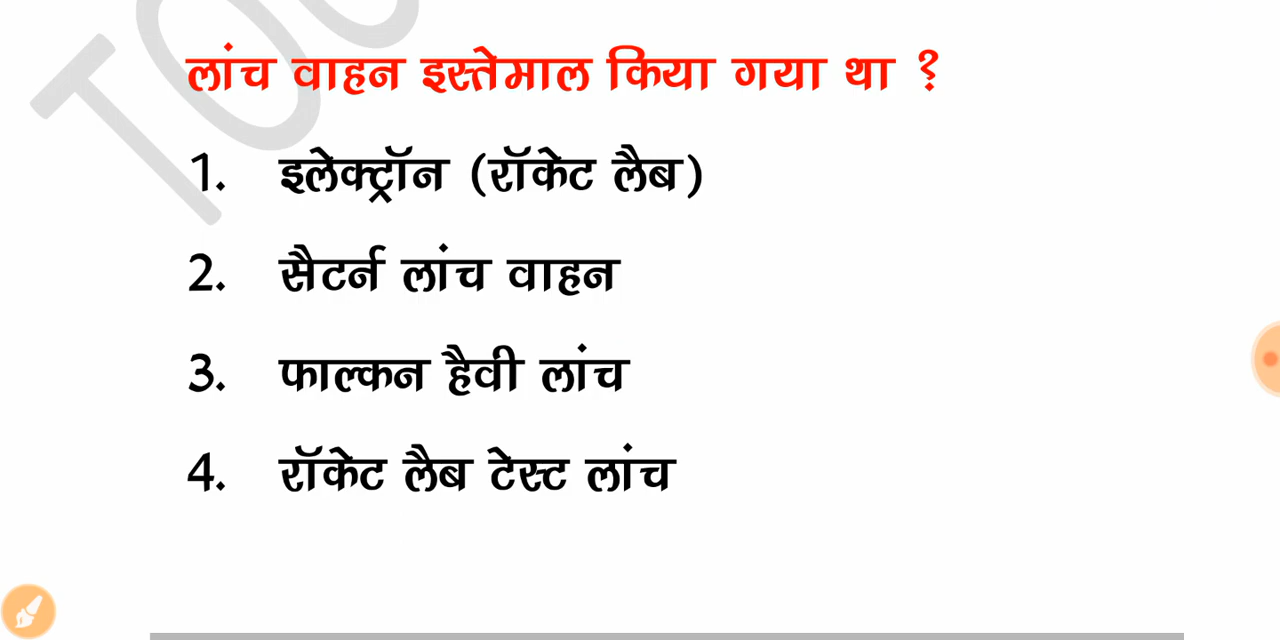 लांच वाहन इस्तेमाल किया गया था ?
1. इलेक्ट्रॉन (रॉकेट लैब)
2. सैटर्न लांच वाहन
3. फाल्कन हैवी लांच
4. रॉकेट लैब टेस्ट लांच